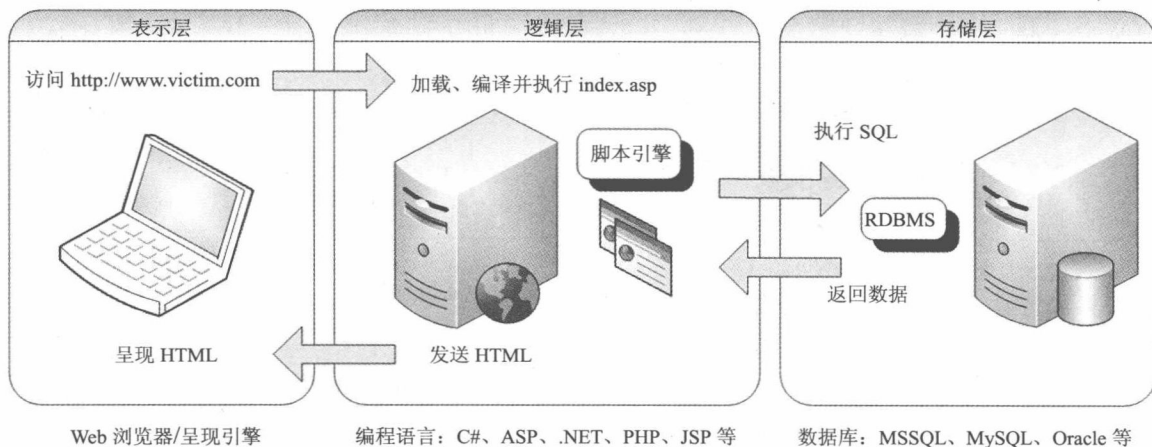 表示层
逻辑层
存储层
访问 http://www.victim.com
加载、编译并执行 index.asp
执行 SQL
脚本引擎
RDBMS
返回数据
呈现 HTML
发送 HTML
Web 浏览器/呈现引擎
编程语言：C#、ASP、.NET、PHP、JSP 等
数据库：MSSQL、MySQL、Oracle 等